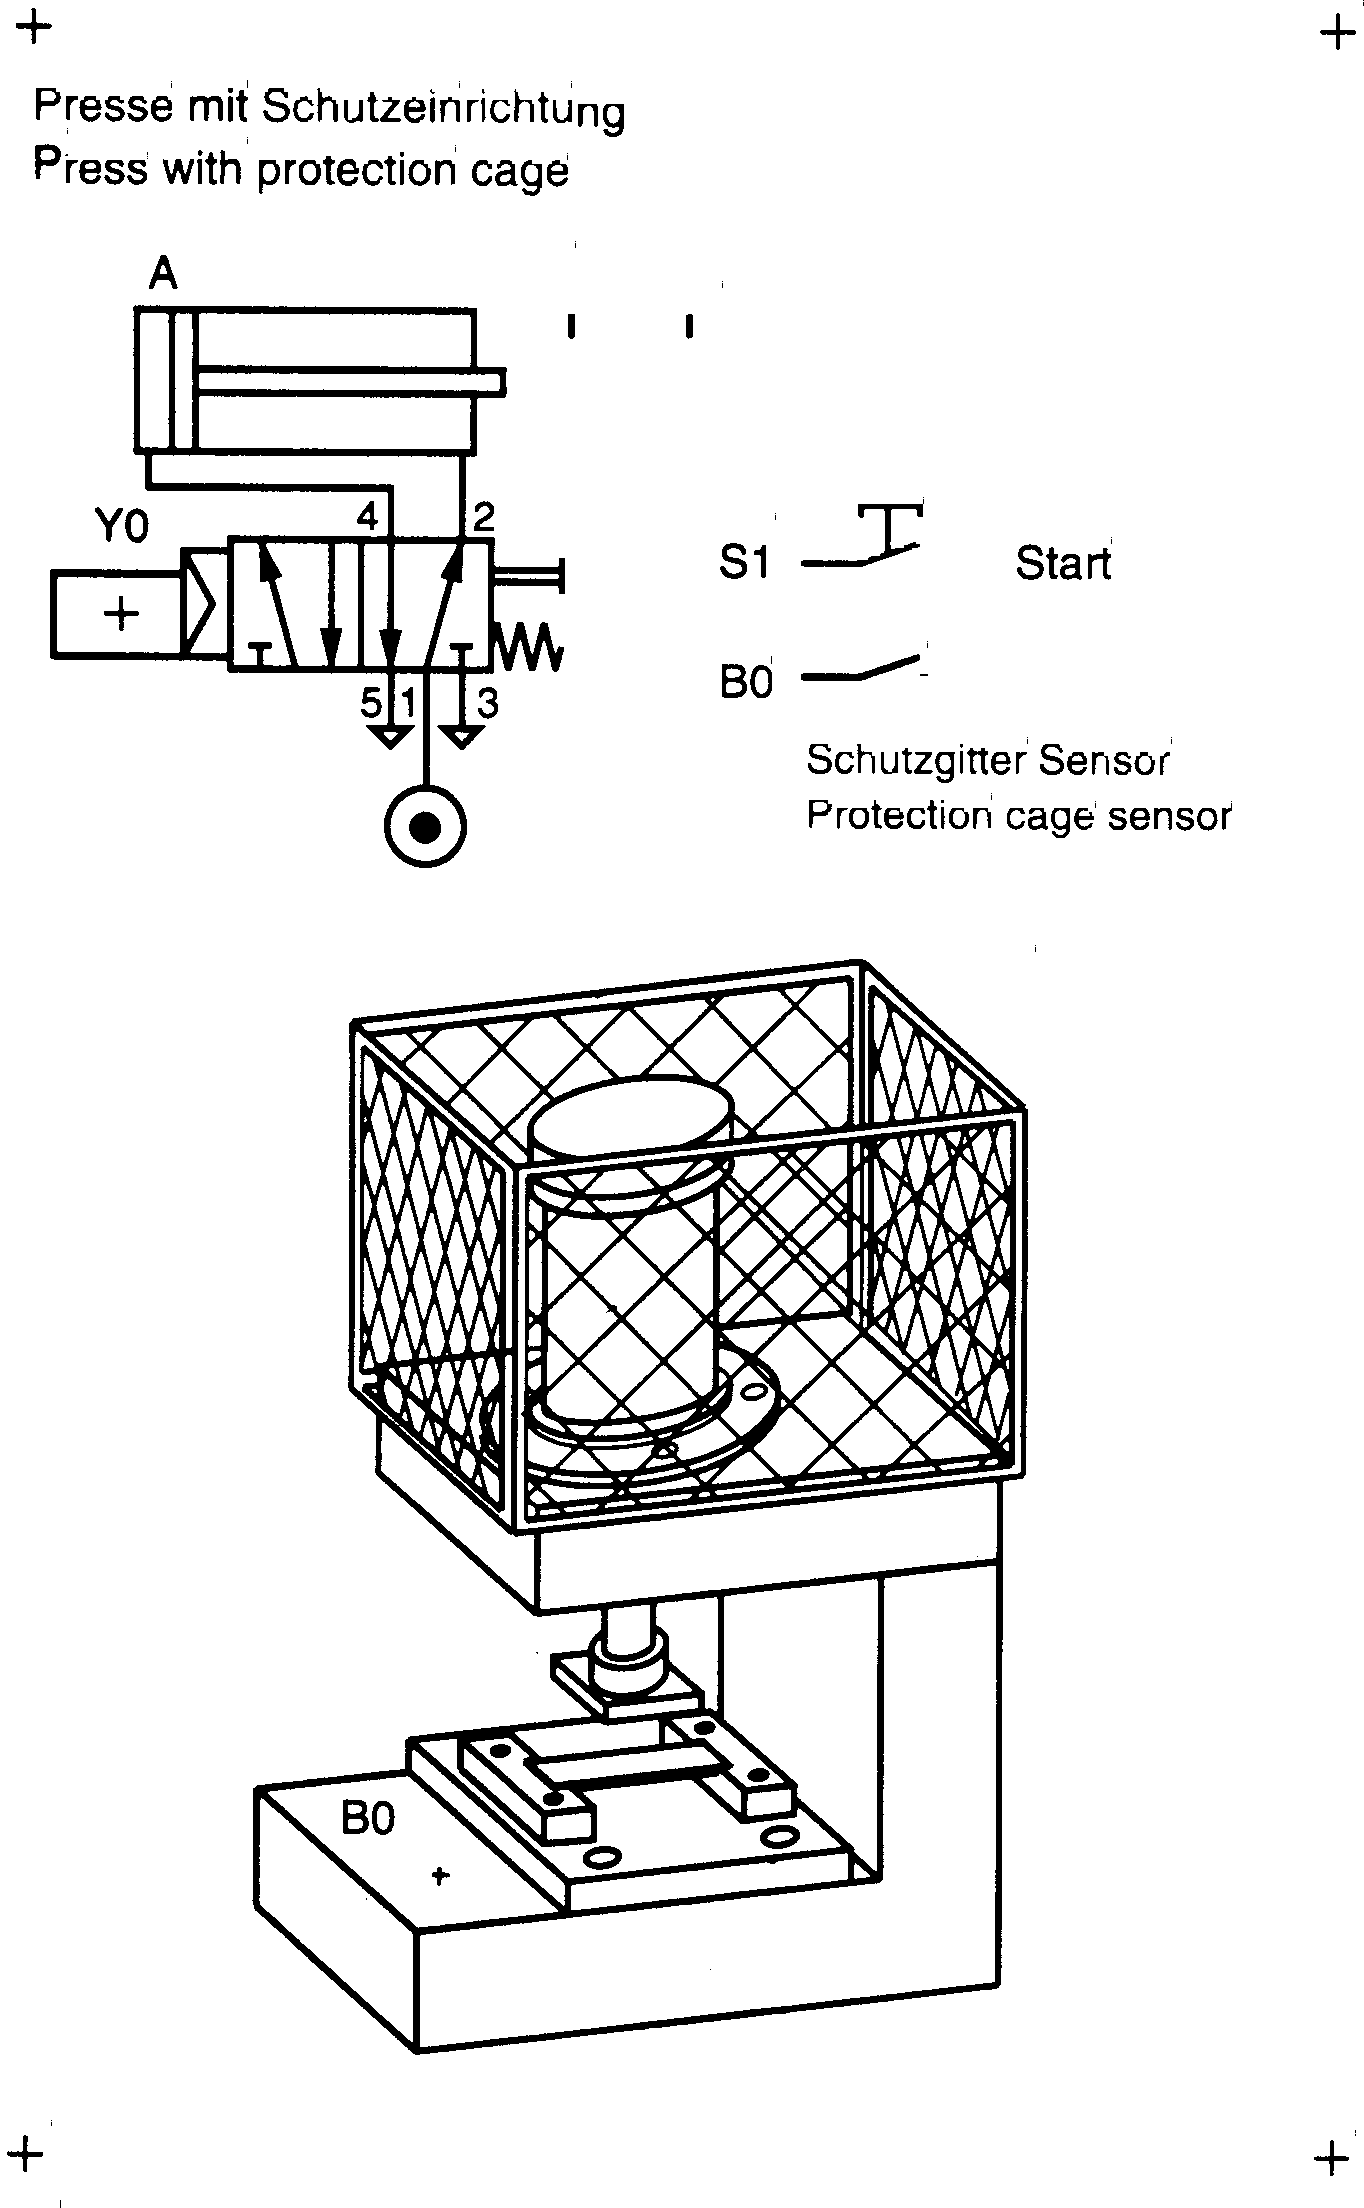 Presse mit Schutzeinrichtung
Press with protection cage
A
Y0
4
2
5
1
3
S1
Start
B0
Schutzgitter Sensor
Protection cage sensor
B0